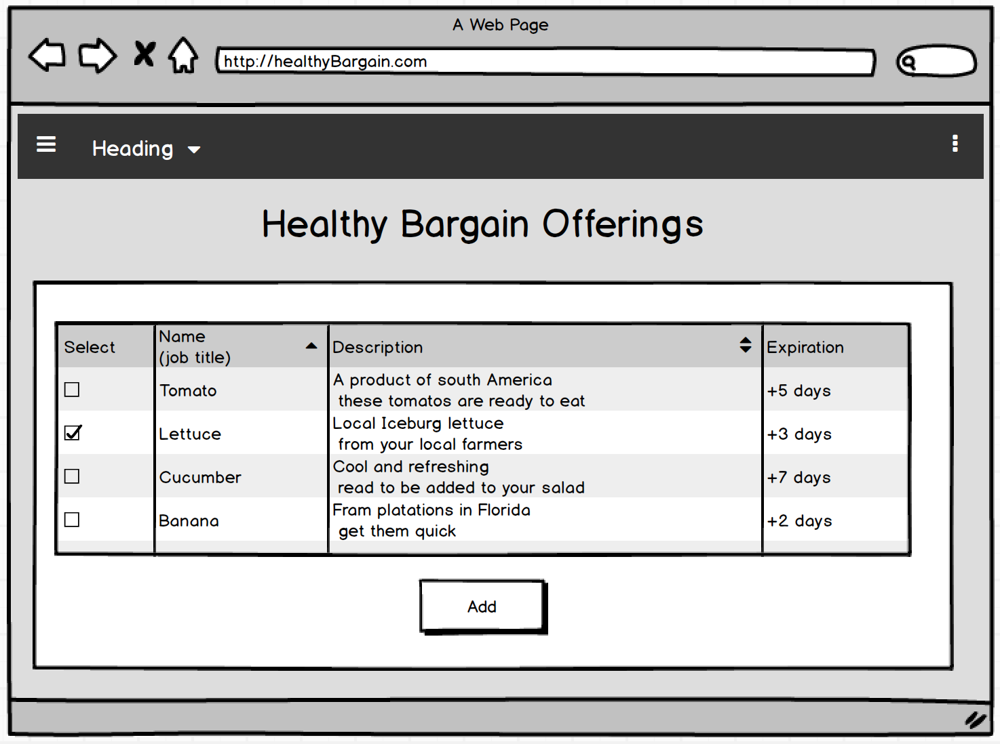 A Web Page
http://healthyBargain.com
Heading
Healthy Bargain Offerings
Select
Name
(job title)
Description
Expiration
Tomato
A product of south America
these tomatos are ready to eat
+5 days
Lettuce
Local Iceburg lettuce
from your local farmers
+3 days
Cucumber
Cool and refreshing
read to be added to your salad
+7 days
Banana
Fram platations in Florida
get them quick
+2 days
Add